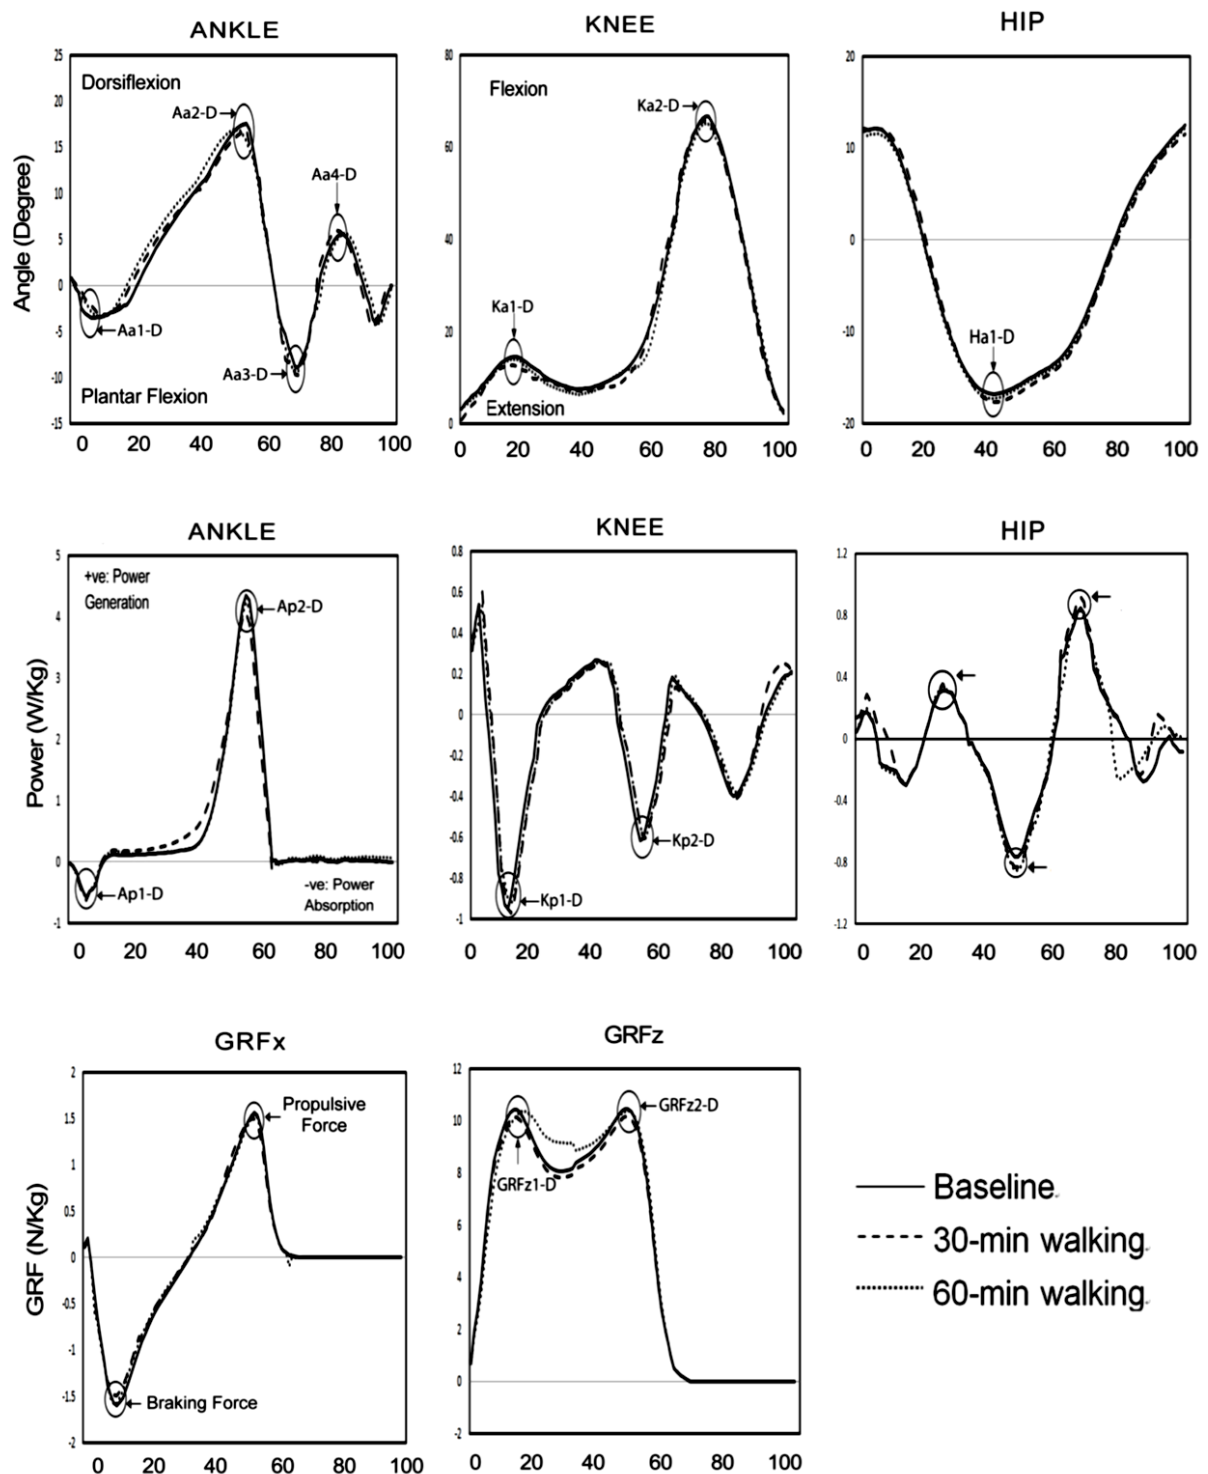 ANKLE
KNEE
HIP
Angle (Degree)
25
20
15
10
5
0
-5
-10
-15
Dorsiflexion
Aa2-D
Aa4-D
Aa1-D
Aa3-D
Plantar Flexion
0 20 40 60 80 100
80
60
40
20
0
Flexion
Ka2-D
Ka1-D
Extension
0 20 40 60 80 100
20
10
0
-10
-20
Ha1-D
0 20 40 60 80 100
ANKLE
KNEE
HIP
Power (W/Kg)
5
4
3
2
1
0
-1
+ve: Power
Generation
Ap2-D
Ap1-D
-ve: Power
Absorption
0 20 40 60 80 100
0.8
0.6
0.4
0.2
0
-0.2
-0.4
-0.6
-0.8
-1
Kp2-D
Kp1-D
0 20 40 60 80 100
1.2
0.8
0.4
0
-0.4
-0.8
-1.2
0 20 40 60 80 100
GRFx
GRFz
GRF (N/Kg)
2
1.5
1
0.5
0
-0.5
-1
-1.5
-2
Propulsive
Force
Braking Force
0 20 40 60 80 100
12
10
8
6
4
2
0
-2
GRFz2-D
GRFz1-D
0 20 40 60 80 100
Baseline
30-min walking
60-min walking